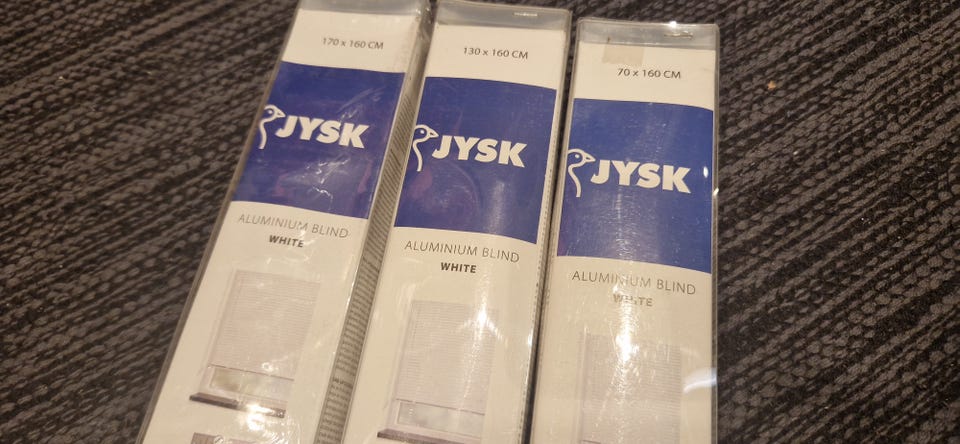 170 x 160 CM
JYSK
ALUMINIUM BLIND
WHITE
130 x 160 CM
JYSK
ALUMINIUM BLIND
WHITE
70 x 160 CM
JYSK
ALUMINIUM BLIND
WHITE